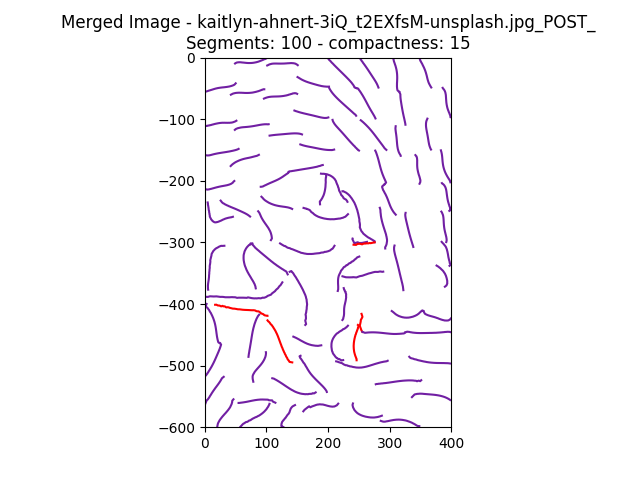 Merged Image - kaitlyn-ahnert-3iQ_t2EXfsM-unsplash.jpg_POST_
Segments: 100 - compactness: 15
0
−100
−200
−300
−400
−500
−600
0 100 200 300 400